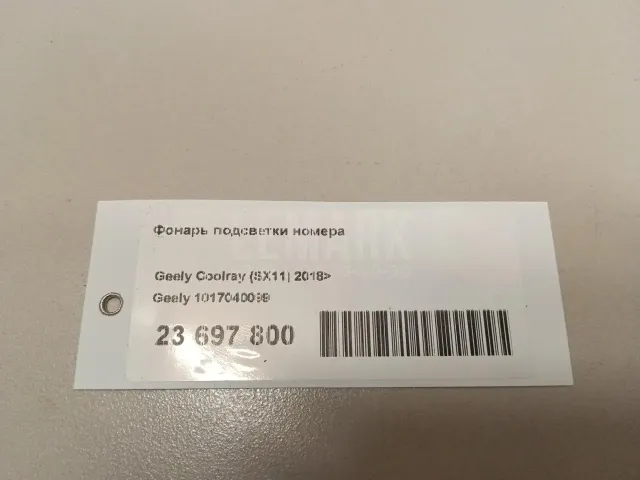 Фонарь подсветки номера
Geely Coolray (SX11) 2018>
Geely 1017040099
23 697 800